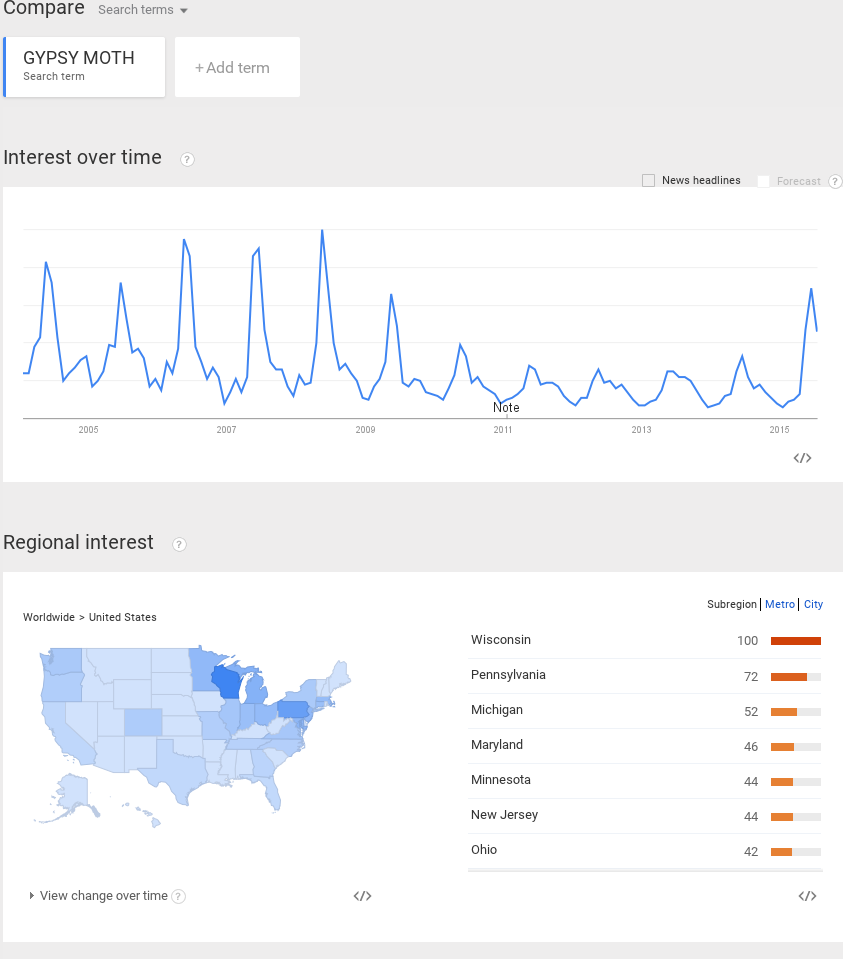 Compare Search terms
GYPSY MOTH
Search term
+Add term
Interest over time ?
News headlines Forecast ?
Note
2005 2007 2009 2011 2013 2015
</>
Regional interest ?
Subregion Metro City
Worldwide > United States
Wisconsin 100
Pennsylvania 72
Michigan 52
Maryland 46
Minnesota 44
New Jersey 44
Ohio 42
View change over time ? </> </>